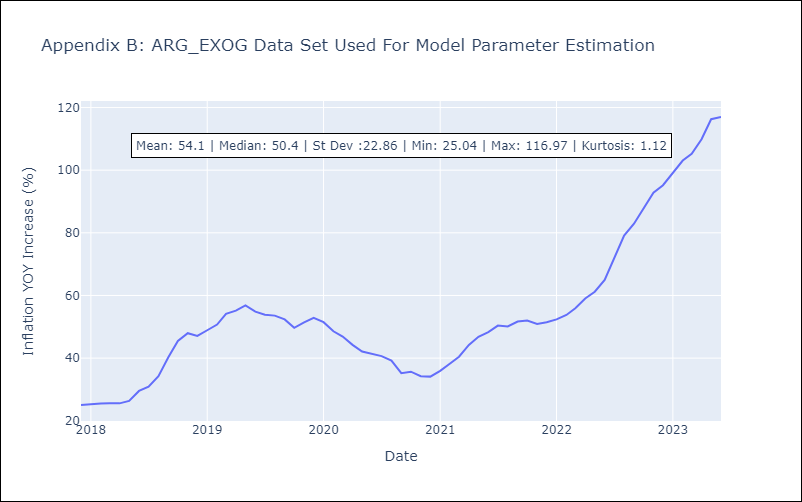 Appendix B: ARG_EXOG Data Set Used For Model Parameter Estimation
120
Mean: 54.1 | Median: 50.4 | St Dev :22.86 | Min: 25.04 | Max: 116.97 | Kurtosis: 1.12
100
80
60
40
20
Inflation YOY Increase (%)
2018 2019 2020 2021 2022 2023
Date